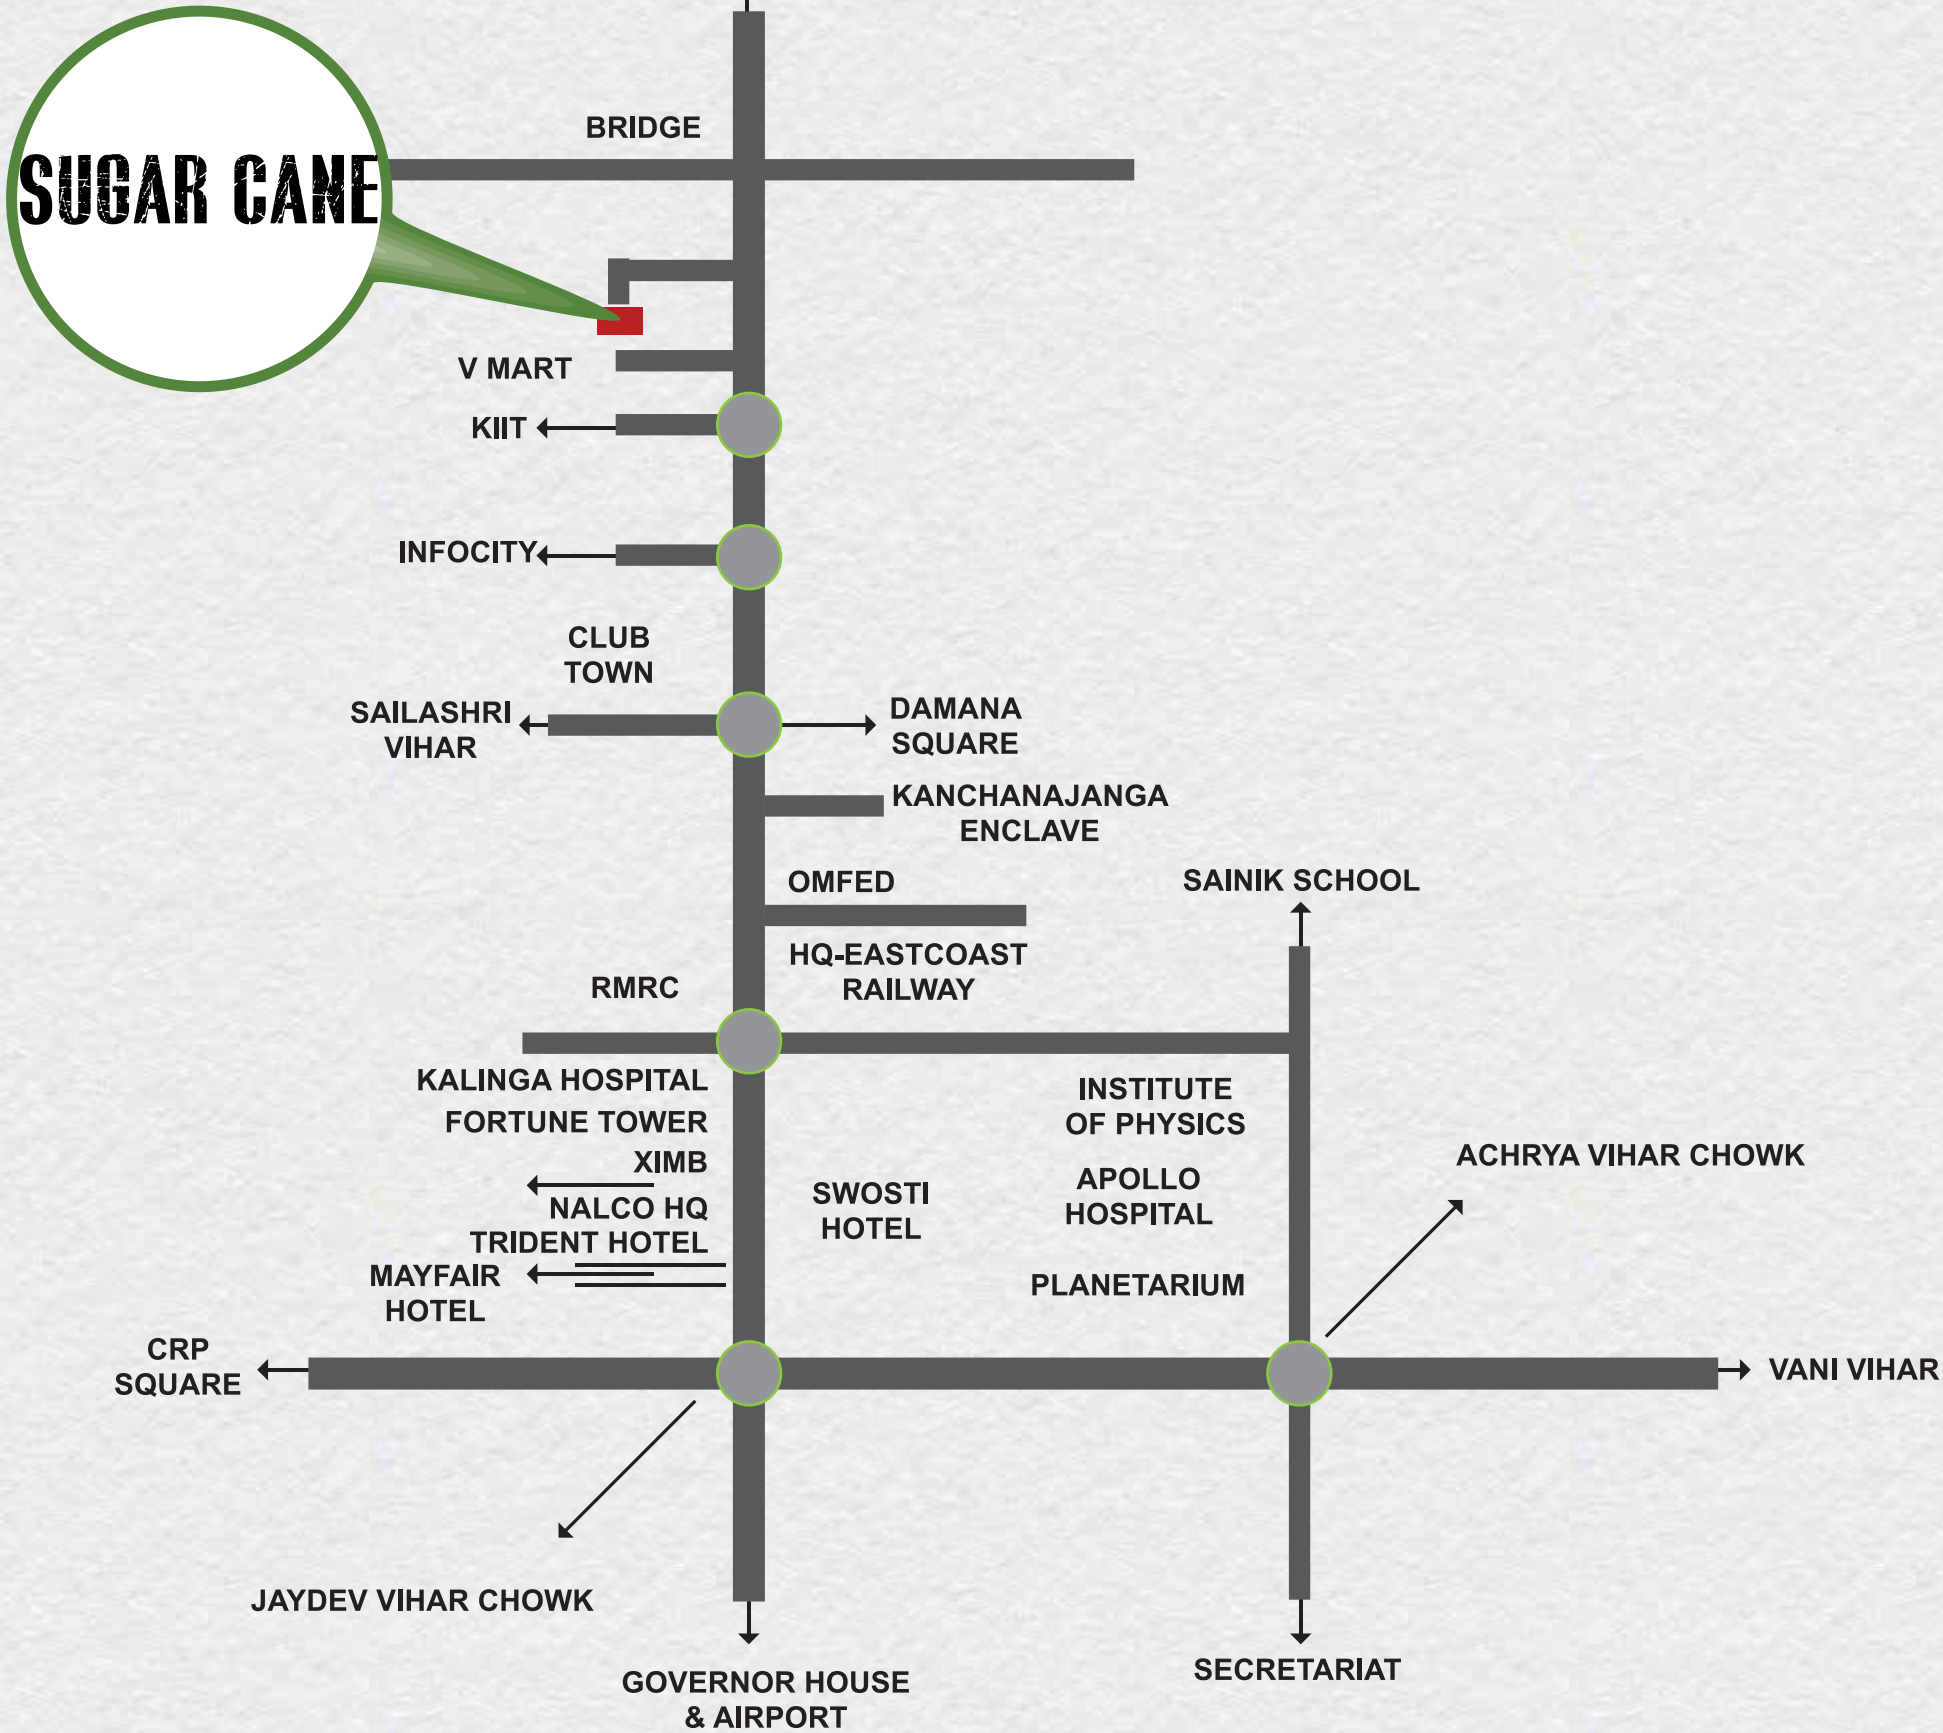 BRIDGE
SUGAR CANE
V MART
KIIT
INFOCITY
CLUB
TOWN
SAILASHRI
VIHAR
DAMANA
SQUARE
KANCHANAJANGA
ENCLAVE
OMFED
SAINIK SCHOOL
HQ-EASTCOAST
RAILWAY
RMRC
KALINGA HOSPITAL
FORTUNE TOWER
XIMB
NALCO HQ
TRIDENT HOTEL
MAYFAIR
HOTEL
SWOSTI
HOTEL
INSTITUTE
OF PHYSICS
APOLLO
HOSPITAL
PLANETARIUM
ACHRYA VIHAR CHOWK
CRP
SQUARE
VANI VIHAR
JAYDEV VIHAR CHOWK
GOVERNOR HOUSE
& AIRPORT
SECRETARIAT